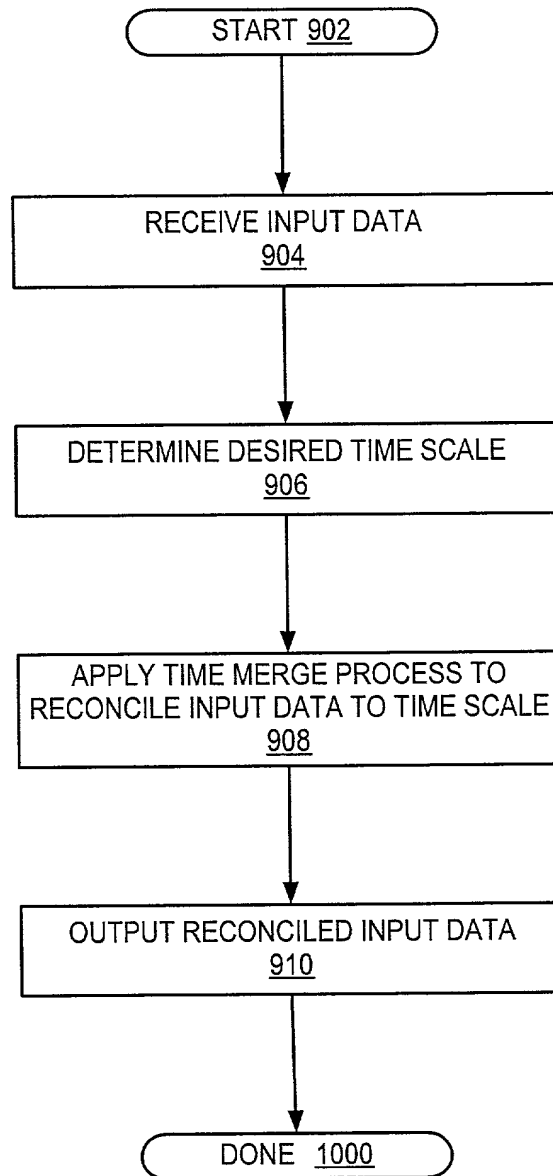 START 902
RECEIVE INPUT DATA
904
DETERMINE DESIRED TIME SCALE
906
APPLY TIME MERGE PROCESS TO
RECONCILE INPUT DATA TO TIME SCALE
908
OUTPUT RECONCILED INPUT DATA
910
DONE 1000